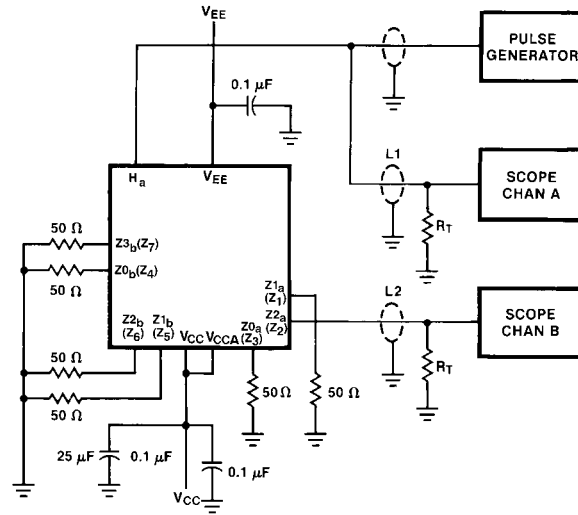 VEE
PULSE
GENERATOR
0.1 µF
L1
Ha
VEE
SCOPE
CHAN A
RT
50 Ω
Z3b(Z7)
Z0b(Z4)
50 Ω
Z1a
(Z1)
L2
Z2b
(Z6)
Z1b
(Z5)
VCC
VCCA
Z0a
(Z3)
Z2a
(Z2)
SCOPE
CHAN B
RT
50 Ω
50 Ω
50 Ω
50 Ω
25 µF
0.1 µF
0.1 µF
VCC